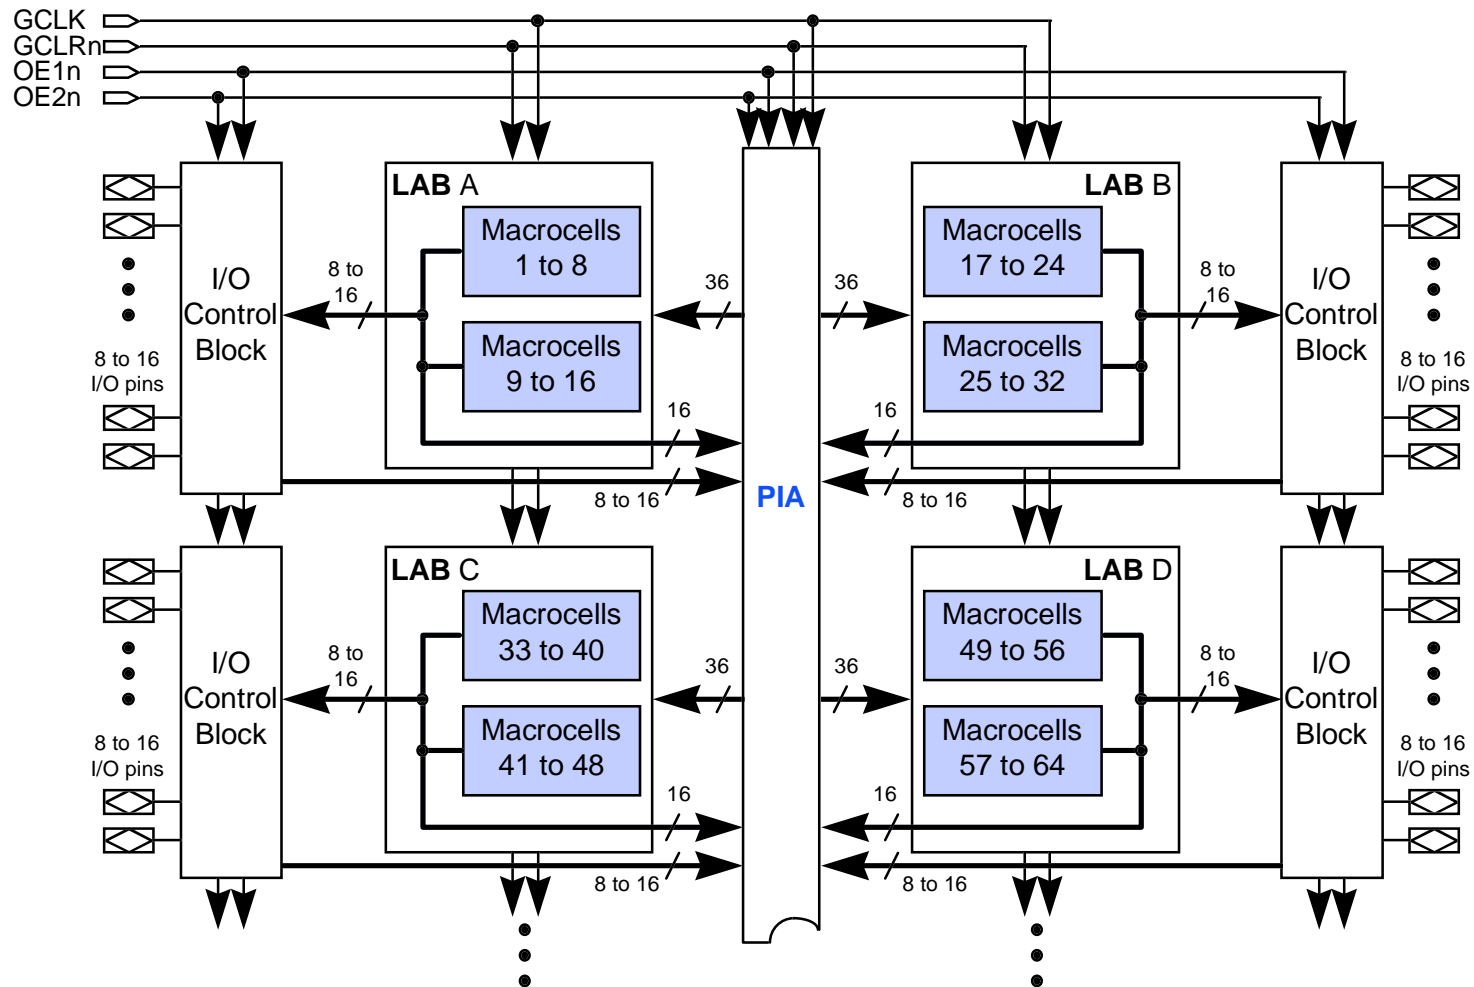 GCLK
GCLRn
OE1n
OE2n
LAB A
LAB B
Macrocells
1 to 8
Macrocells
17 to 24
I/O
Control
Block
8 to
16
36
36
8 to
16
I/O
Control
Block
Macrocells
9 to 16
Macrocells
25 to 32
8 to 16
I/O pins
8 to 16
I/O pins
16
16
8 to 16
PIA
8 to 16
LAB C
LAB D
Macrocells
33 to 40
Macrocells
49 to 56
I/O
Control
Block
8 to
16
36
36
8 to
16
I/O
Control
Block
Macrocells
41 to 48
Macrocells
57 to 64
8 to 16
I/O pins
8 to 16
I/O pins
16
16
8 to 16
8 to 16